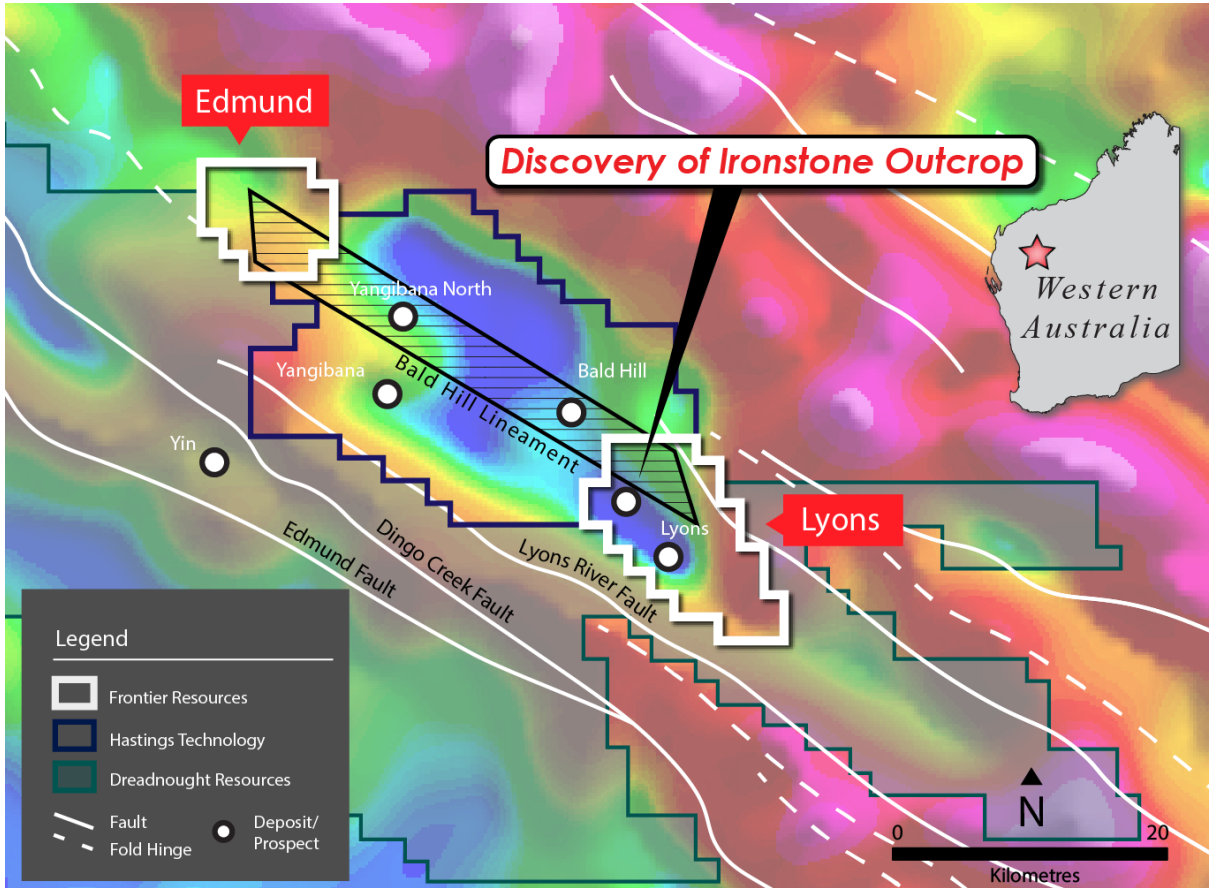 Edmund
Discovery of Ironstone Outcrop
Western
Australia
Yangibana North
Yangibana
Bald Hill
Bald Hill Lineament
Yin
Lyons
Lyons
Edmund Fault
Dingo Creek Fault
Lyons River Fault
Legend
Frontier Resources
Hastings Technology
Dreadnought Resources
Fault
Fold Hinge
Deposit/
Prospect
N
0 20
Kilometres